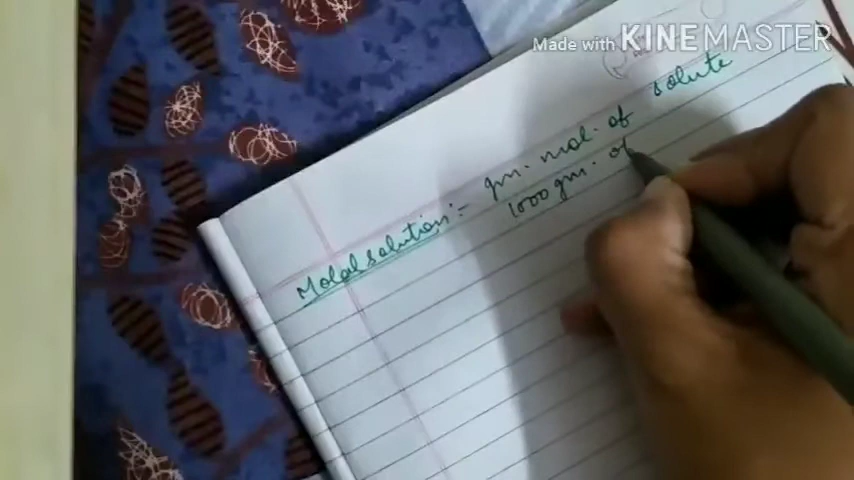 Made with KINEMASTER
Molal solution :- gm. mol. of solute
1000 gm. of